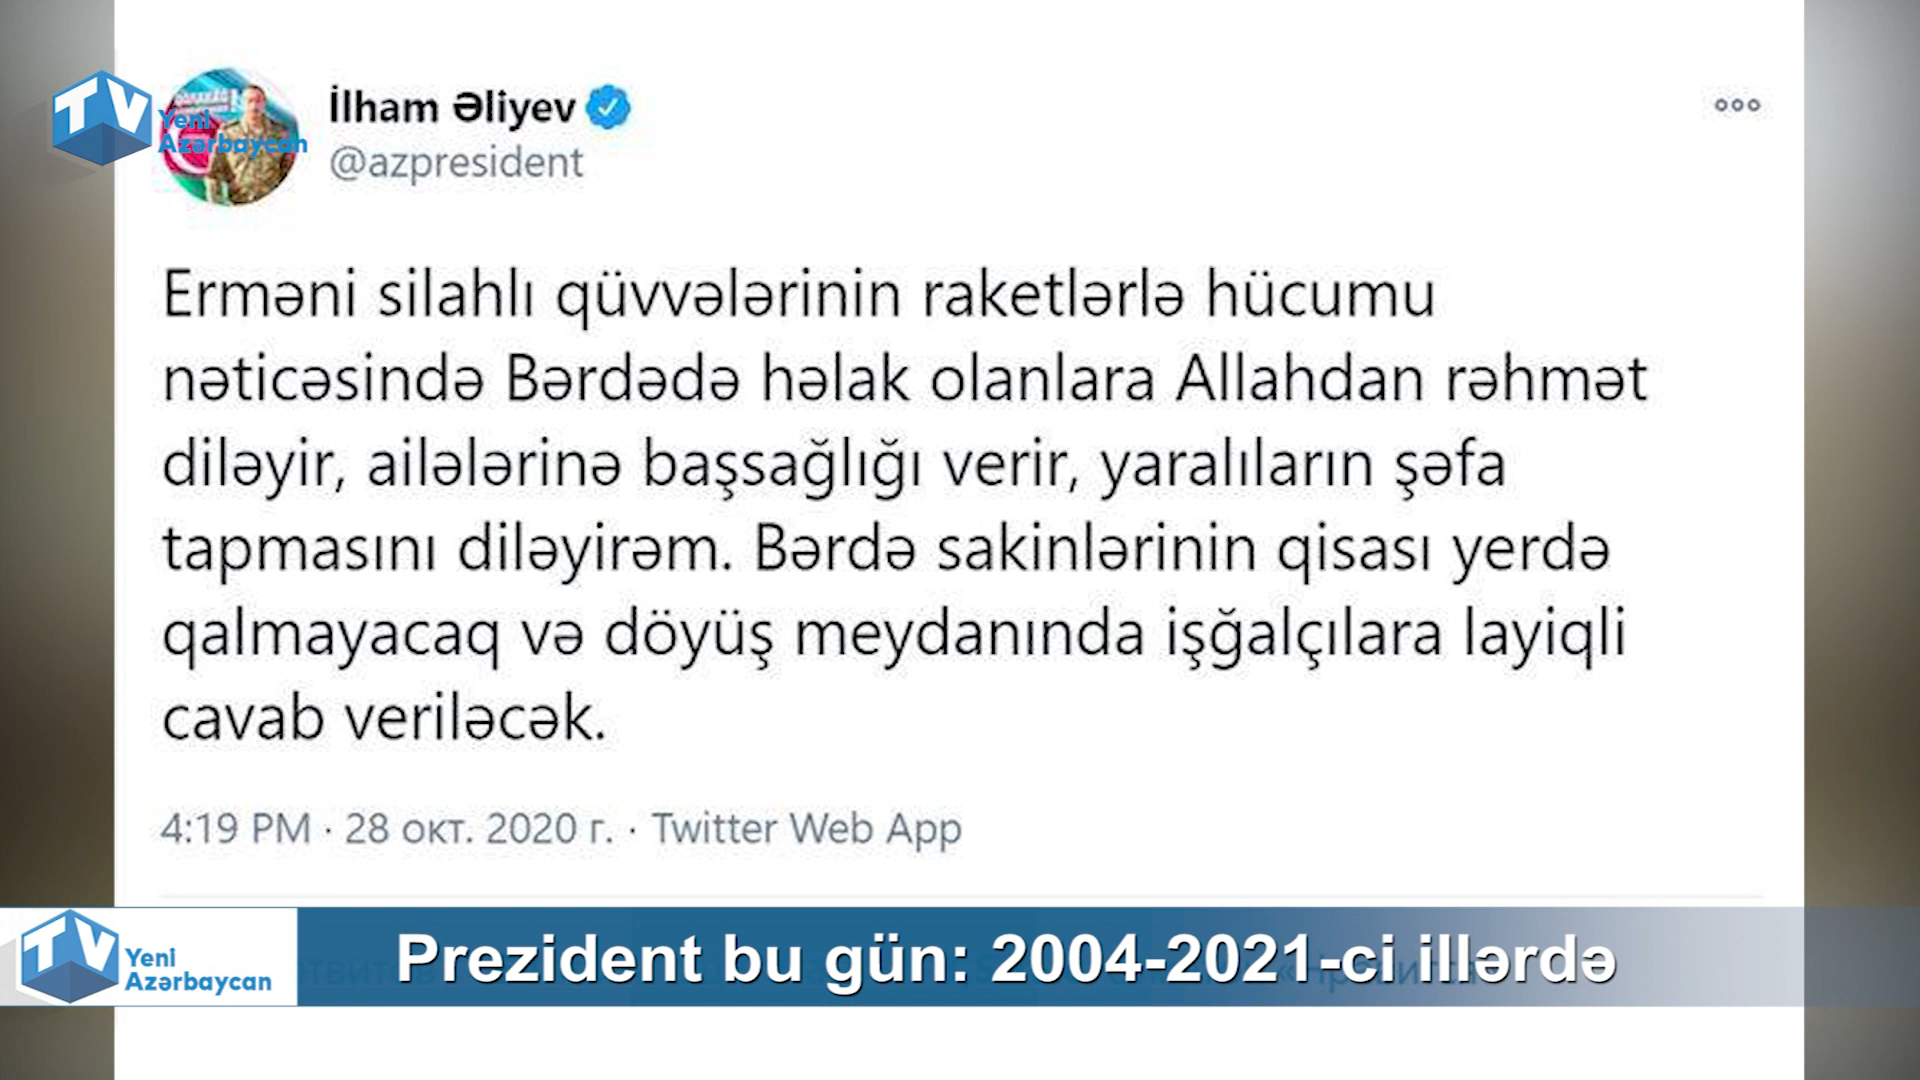 TV
Yeni
Azərbaycan
İlham Əliyev
@azpresident
Erməni silahlı qüvvələrinin raketlərlə hücumu
nəticəsində Bərdədə həlak olanlara Allahdan rəhmət
diləyir, ailələrinə başsağlığı verir, yaralıların şəfa
tapmasını diləyirəm. Bərdə sakinlərinin qisası yerdə
qalmayacaq və döyüş meydanında işğalçılara layiqli
cavab veriləcək.
4:19 PM · 28 окт. 2020 г. · Twitter Web App
TV
Yeni
Azərbaycan
Prezident bu gün: 2004-2021-ci illərdə